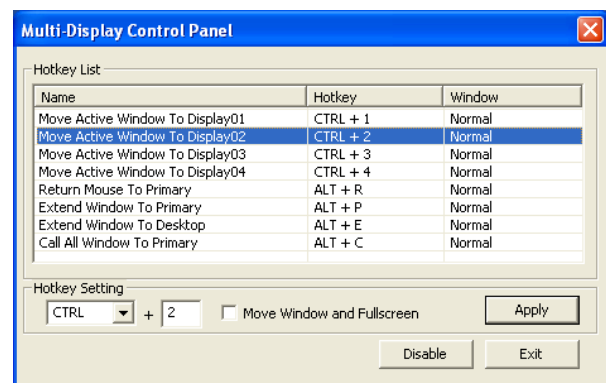 Multi-Display Control Panel
Hotkey List
Name Hotkey Window
Move Active Window To Display01 CTRL + 1 Normal
Move Active Window To Display02 CTRL + 2 Normal
Move Active Window To Display03 CTRL + 3 Normal
Move Active Window To Display04 CTRL + 4 Normal
Return Mouse To Primary ALT + R Normal
Extend Window To Primary ALT + P Normal
Extend Window To Desktop ALT + E Normal
Call All Window To Primary ALT + C Normal
Hotkey Setting
CTRL + 2 Move Window and Fullscreen Apply
Disable Exit